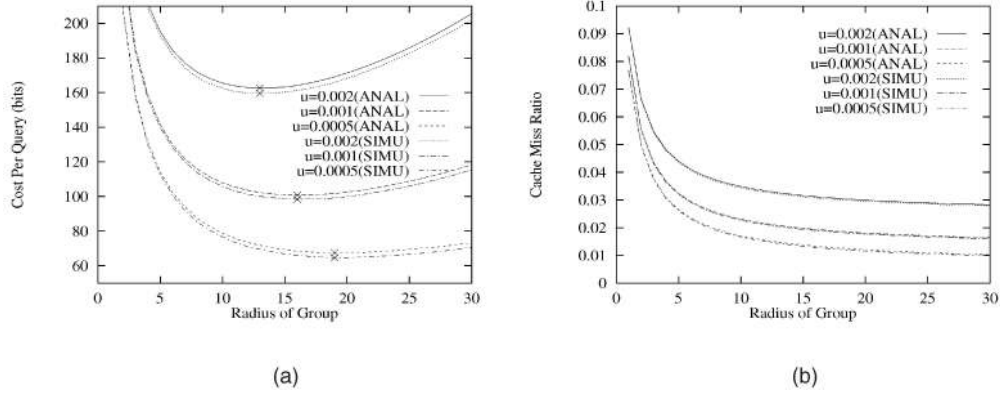 200
180
160
140
120
100
80
60
Cost Per Query (bits)
u=0.002(ANAL)
u=0.001(ANAL)
u=0.0005(ANAL)
u=0.002(SIMU)
u=0.001(SIMU)
u=0.0005(SIMU)
0 5 10 15 20 25 30
Radius of Group
(a)
0.1
0.09
0.08
0.07
0.06
0.05
0.04
0.03
0.02
0.01
0
Cache Miss Ratio
u=0.002(ANAL)
u=0.001(ANAL)
u=0.0005(ANAL)
u=0.002(SIMU)
u=0.001(SIMU)
u=0.0005(SIMU)
0 5 10 15 20 25 30
Radius of Group
(b)